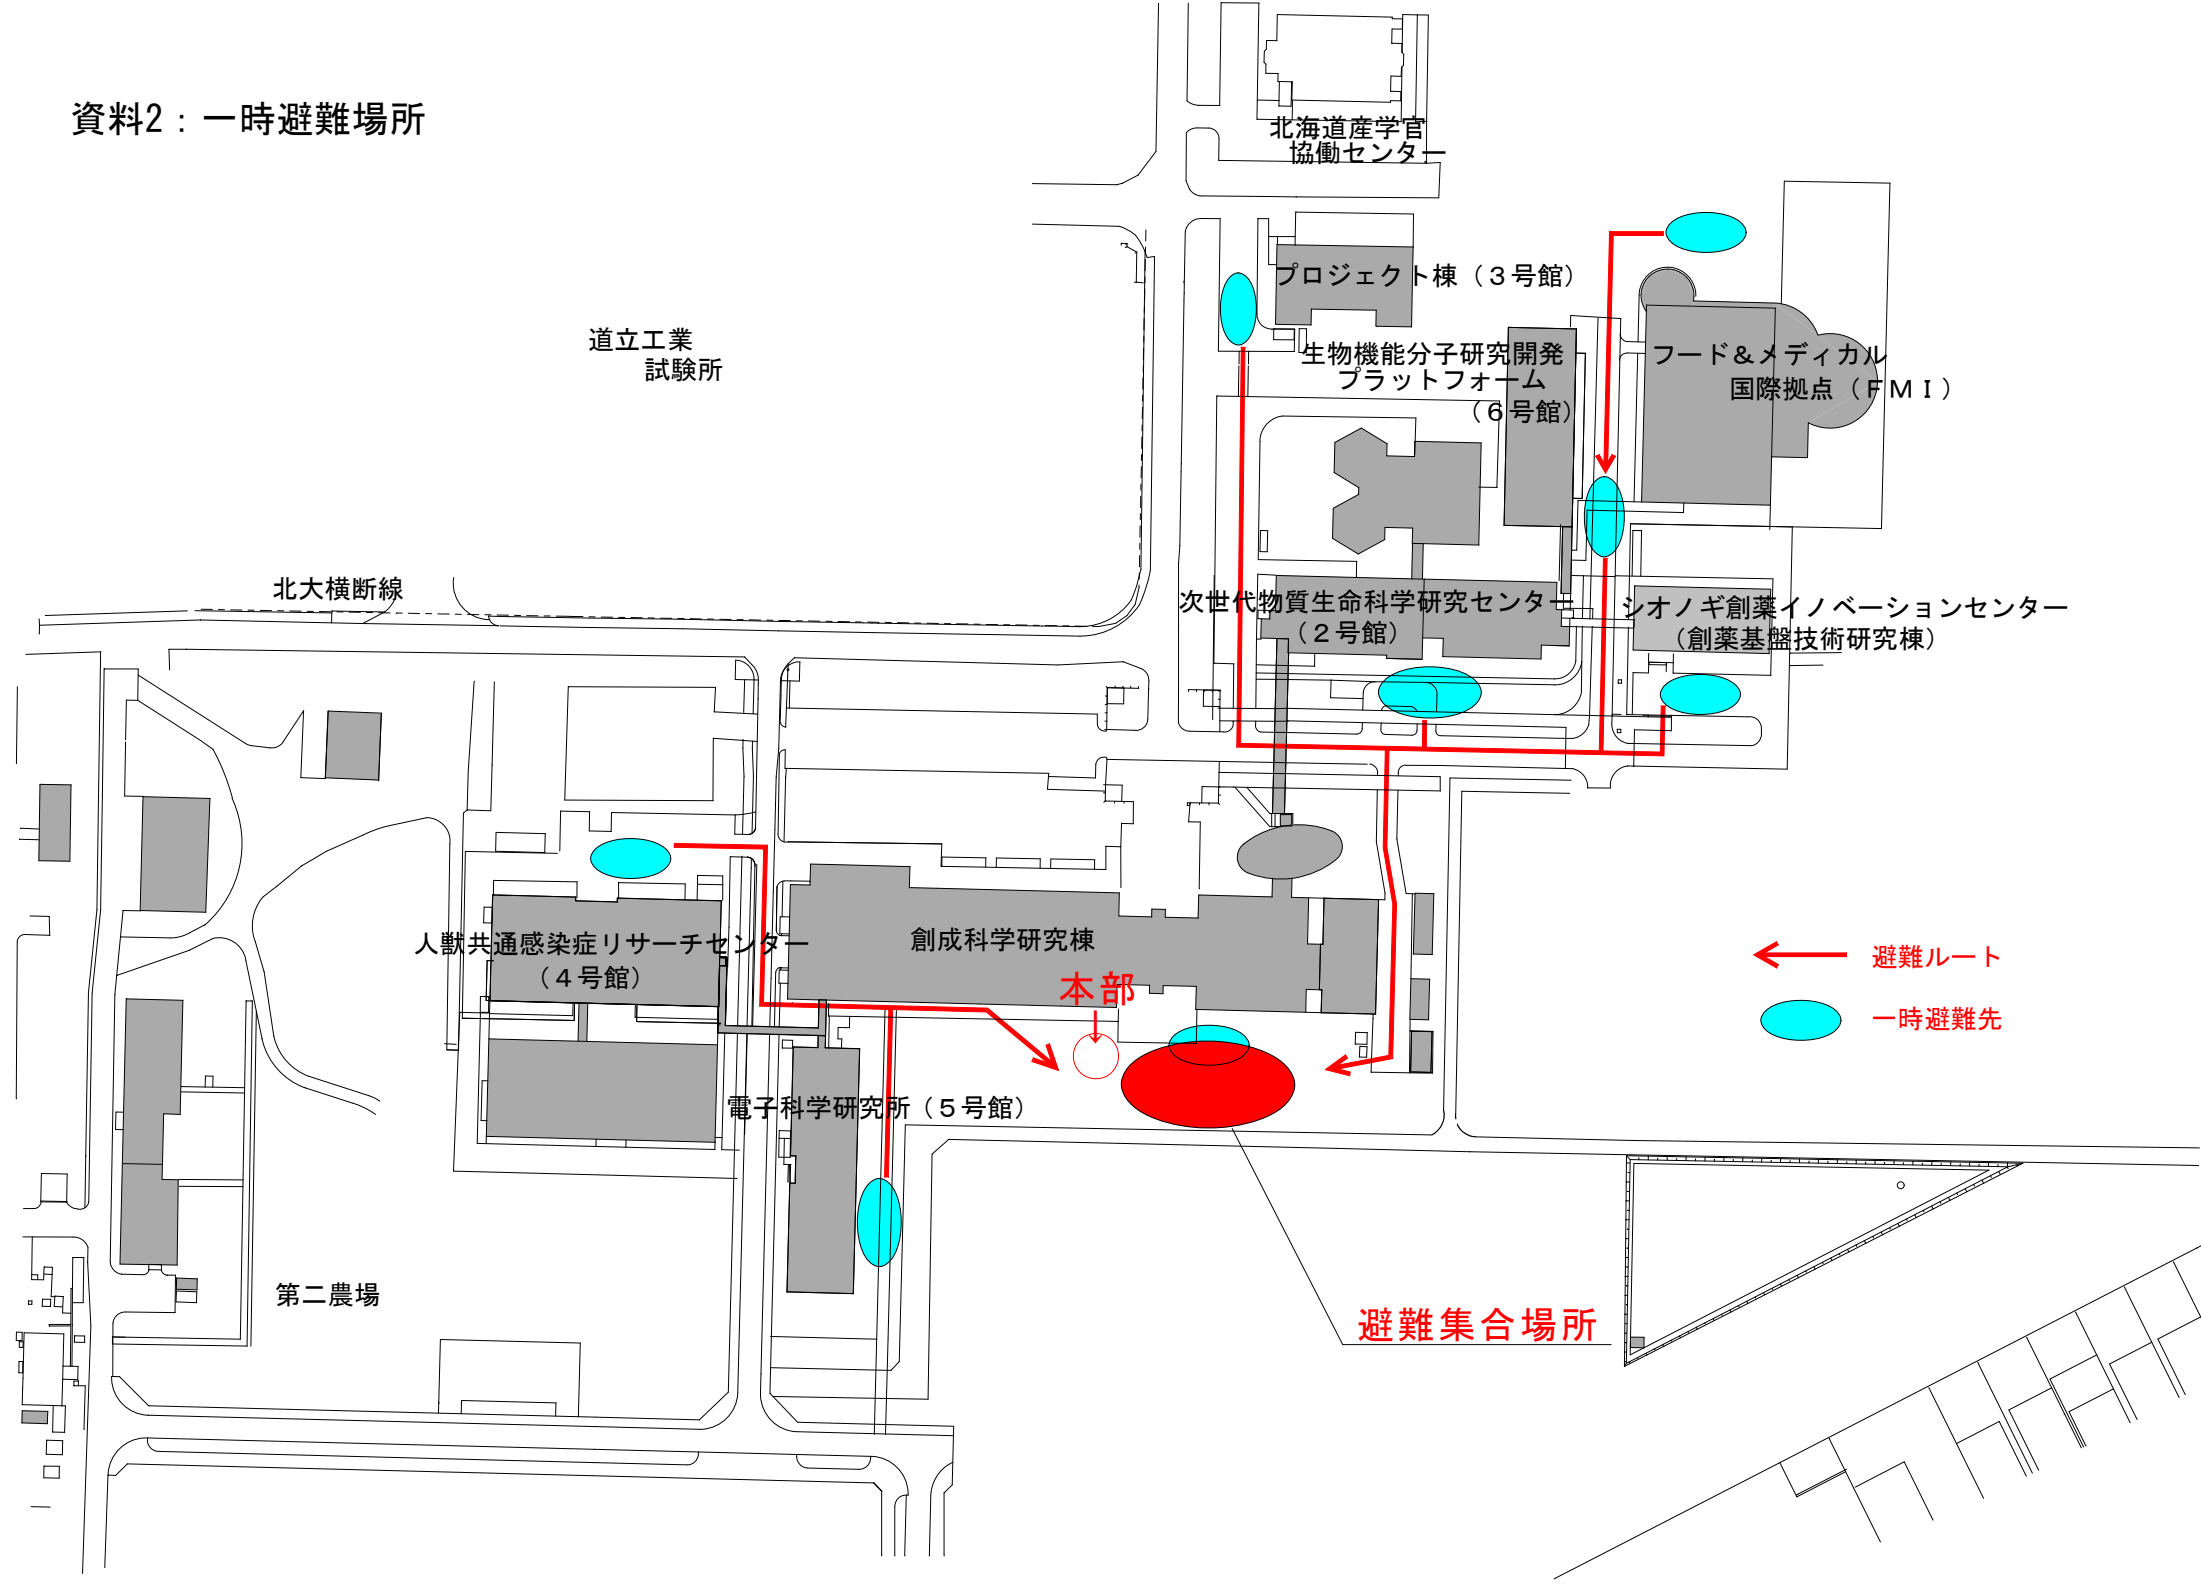 資料2：一時避難場所
北海道産学官
協働センター
プロジェクト棟（３号館）
道立工業
試験所
生物機能分子研究開発
プラットフォーム
（６号館）
フード＆メディカル
国際拠点（ＦＭＩ）
北大横断線
次世代物質生命科学研究センター
（２号館）
シオノギ創薬イノベーションセンター
（創薬基盤技術研究棟）
人獣共通感染症リサーチセンター
（４号館）
創成科学研究棟
本部
避難ルート
一時避難先
電子科学研究所（５号館）
第二農場
避難集合場所